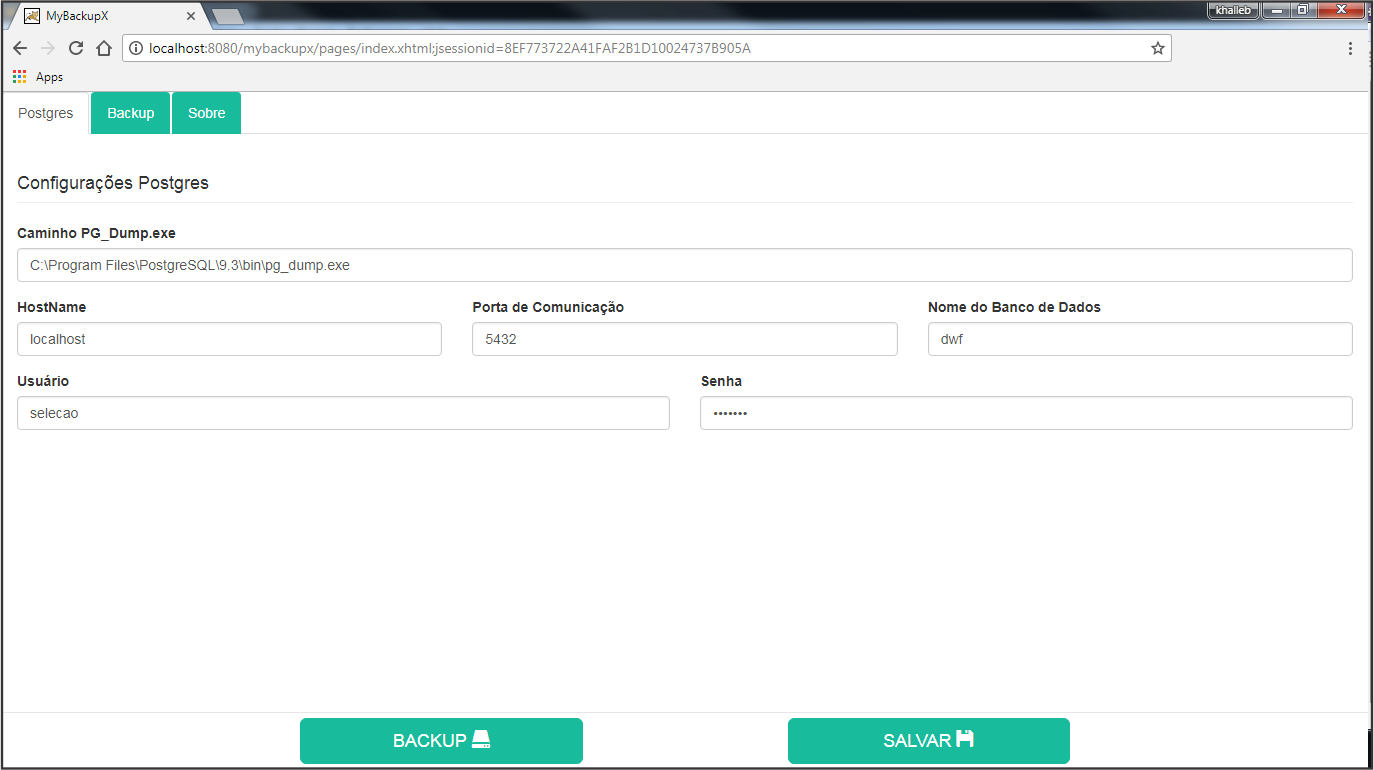 MyBackupX
khalleb
localhost:8080/mybackupx/pages/index.xhtml;jsessionid=8EF773722A41FAF2B1D10024737B905A
Apps
Postgres Backup Sobre
Configurações Postgres
Caminho PG_Dump.exe
C:\Program Files\PostgreSQL\9.3\bin\pg_dump.exe
HostName Porta de Comunicação Nome do Banco de Dados
localhost 5432 dwf
Usuário Senha
selecao •••••••
BACKUP SALVAR